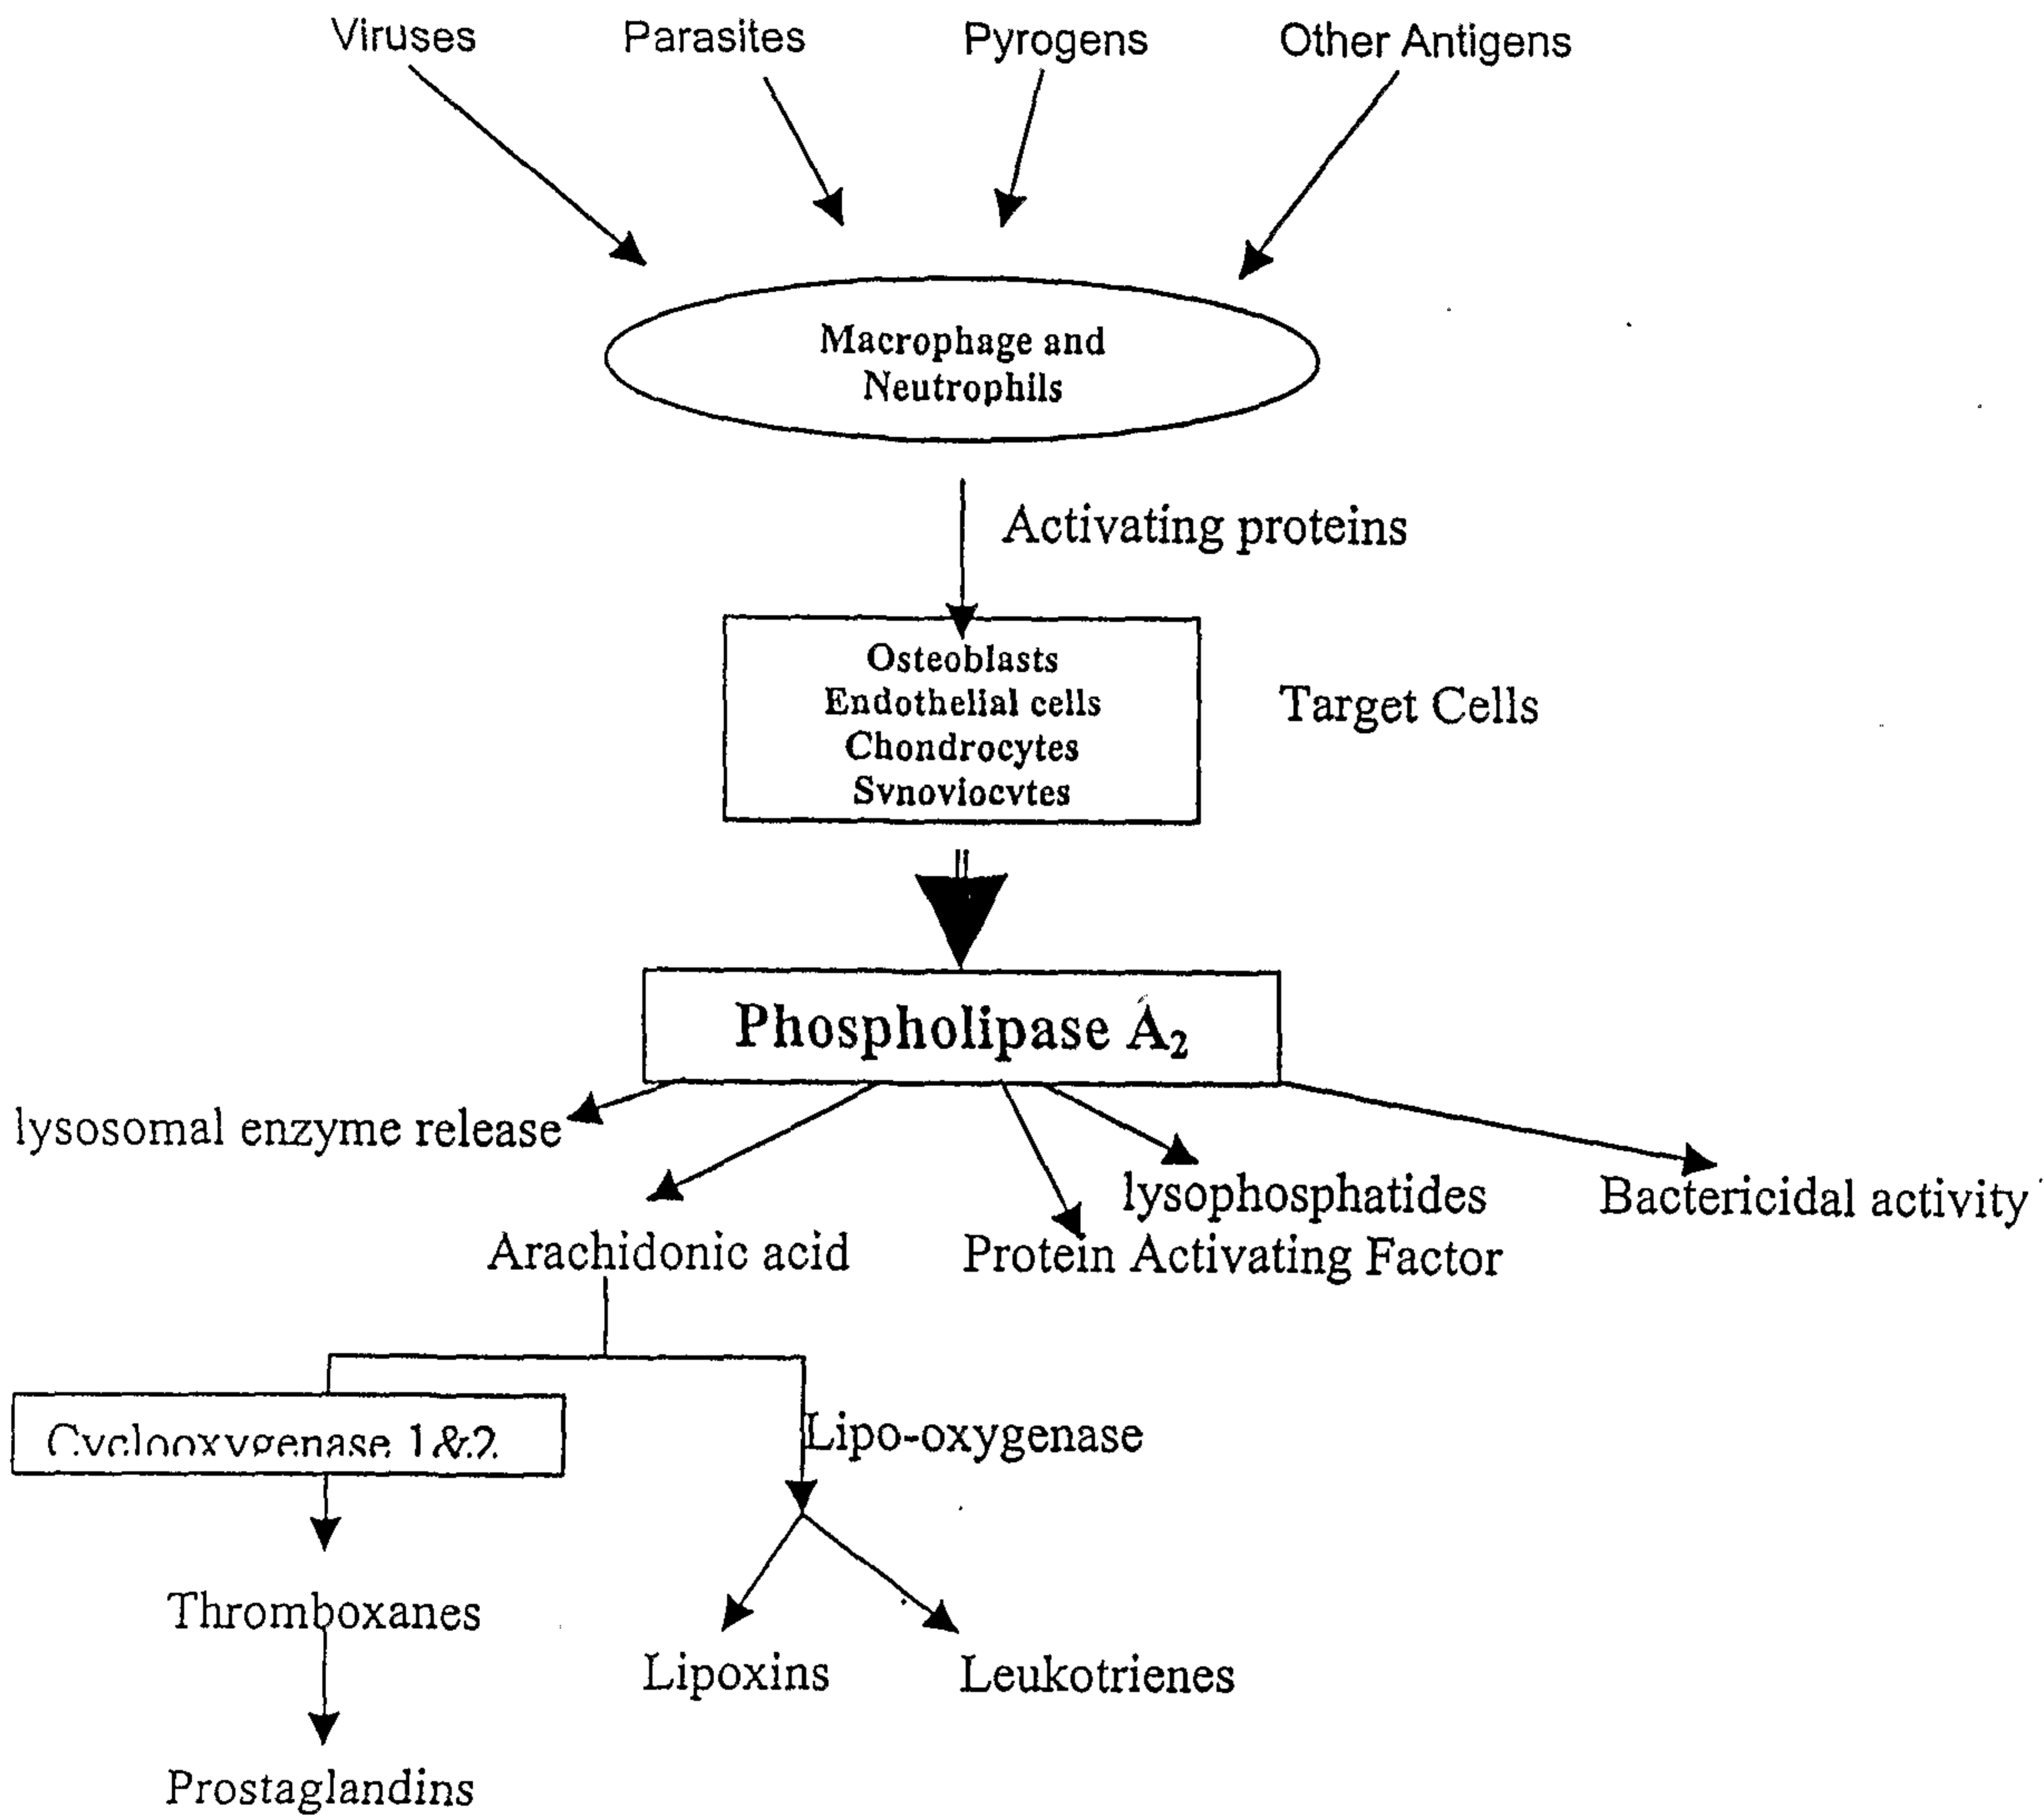 Viruses
Parasites
Pyrogens
Other Antigens
Macrophage and
Neutrophils
Activating proteins
Osteoblasts
Endothelial cells
Chondrocytes
Synoviocytes
Target Cells
Phospholipase A₂
lysosomal enzyme release
lysophosphatides
Bactericidal activity
Arachidonic acid
Protein Activating Factor
Cyclooxygenase 1&2
Lipo-oxygenase
Thromboxanes
Lipoxins
Leukotrienes
Prostaglandins